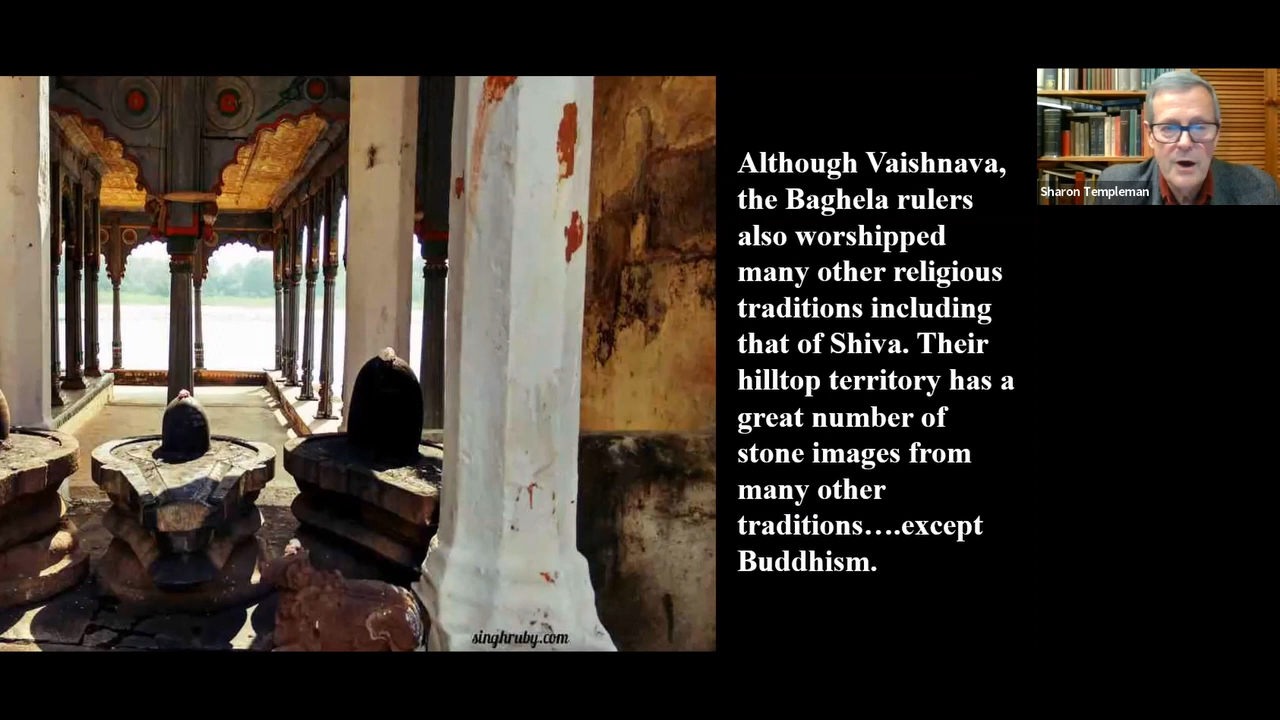 Although Vaishnava,
the Baghela rulers
also worshipped
many other religious
traditions including
that of Shiva. Their
hilltop territory has a
great number of
stone images from
many other
traditions….except
Buddhism.
Sharon Templeman
singhruby.com